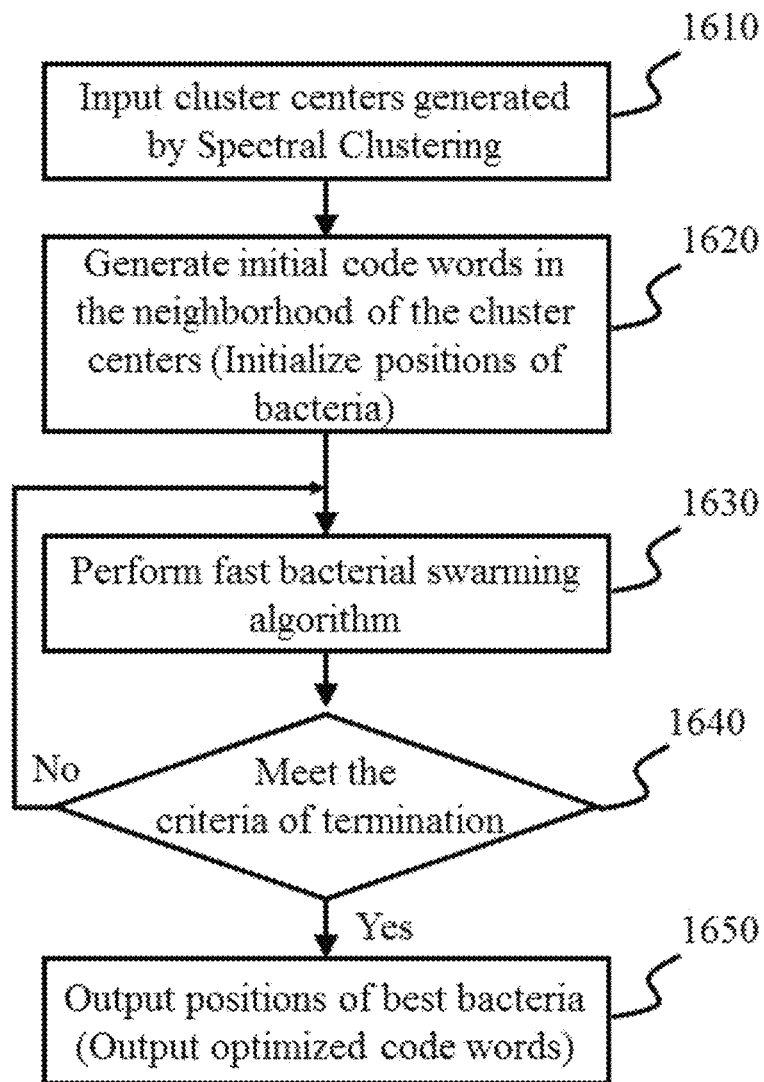 1610
Input cluster centers generated
by Spectral Clustering
1620
Generate initial code words in
the neighborhood of the cluster
centers (Initialize positions of
bacteria)
1630
Perform fast bacterial swarming
algorithm
1640
No
Meet the
criteria of termination
Yes
1650
Output positions of best bacteria
(Output optimized code words)